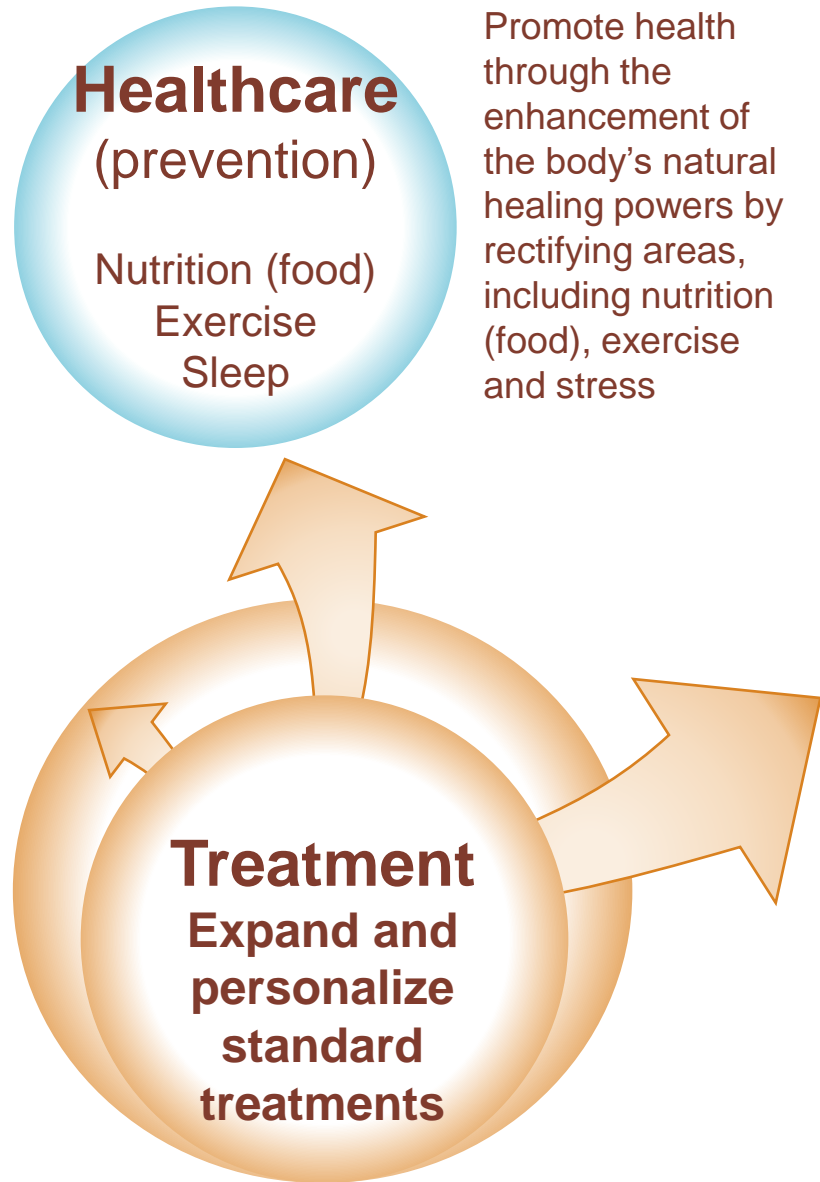 Healthcare
(prevention)
Nutrition (food)
Exercise
Sleep
Promote health
through the
enhancement of
the body’s natural
healing powers by
rectifying areas,
including nutrition
(food), exercise
and stress
Treatment
Expand and
personalize
standard
treatments